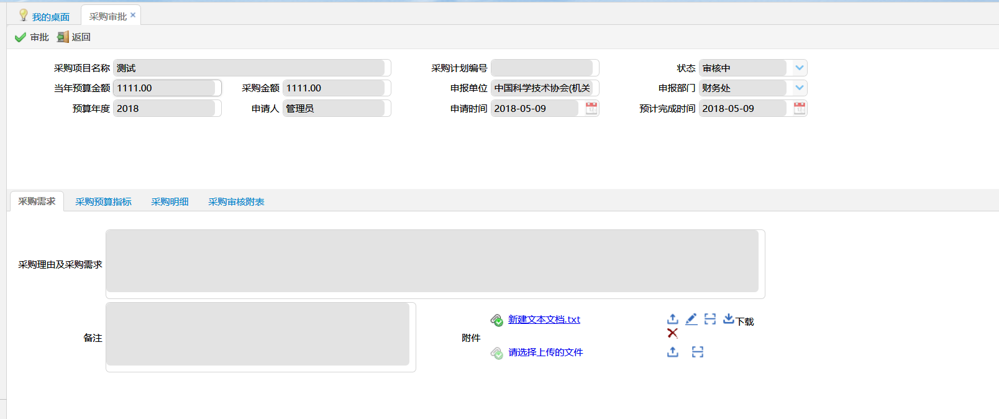 我的桌面 采购审批
审批 返回
采购项目名称 测试 采购计划编号 状态 审核中
当年预算金额 1111.00 采购金额 1111.00 申报单位 中国科学技术协会(机关 申报部门 财务处
预算年度 2018 申请人 管理员 申请时间 2018-05-09 预计完成时间 2018-05-09
采购需求 采购预算指标 采购明细 采购审核附表
采购理由及采购需求
备注 附件
新建文本文档.txt 下载
请选择上传的文件